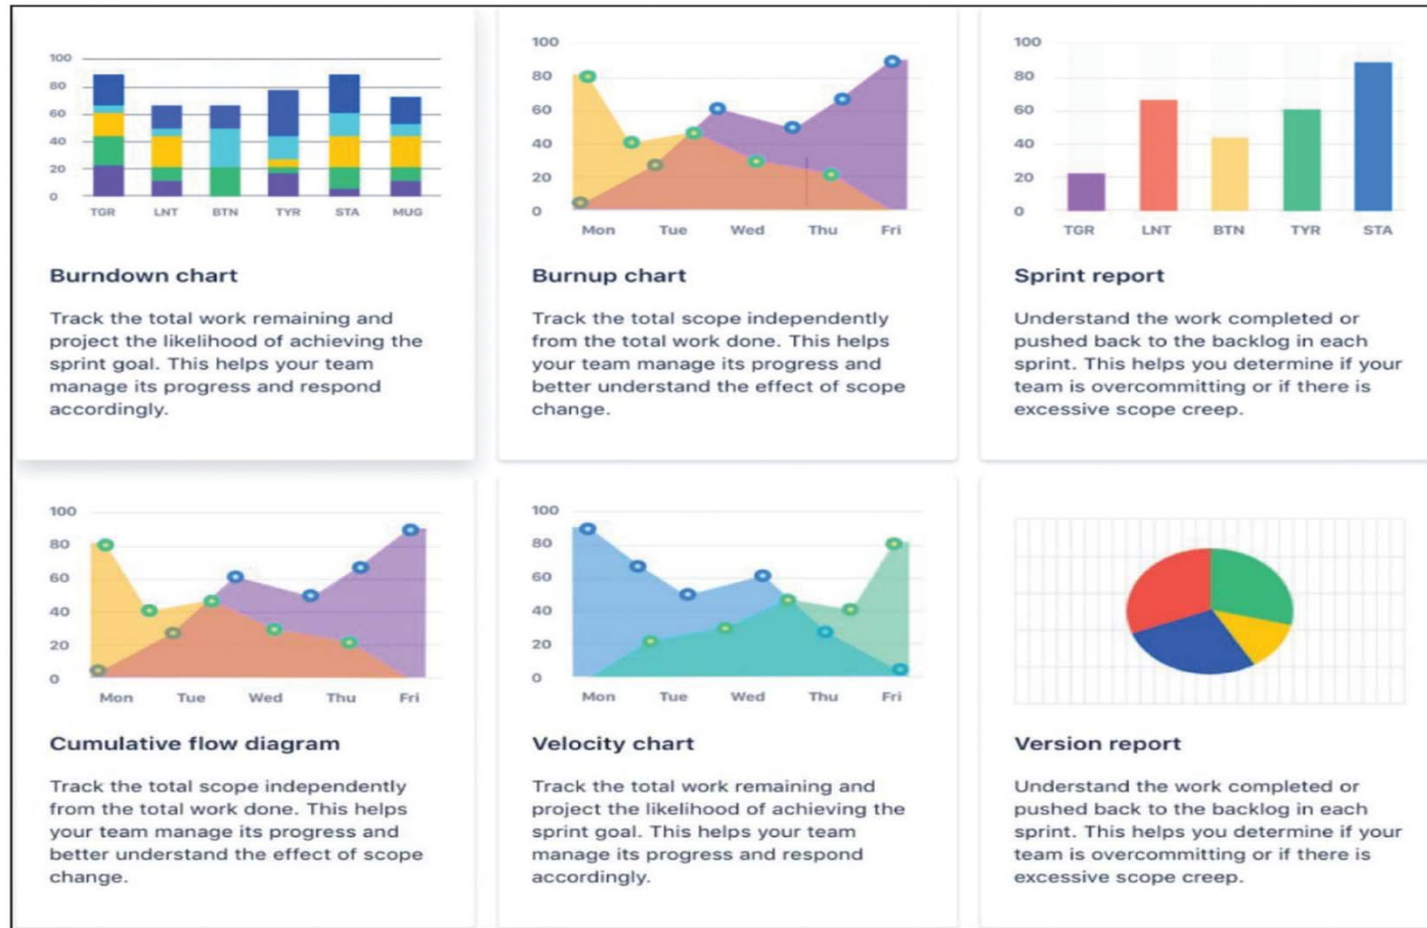 100
80
60
40
20
0
TGR LNT BTN TYR STA MUG
Burndown chart
Track the total work remaining and
project the likelihood of achieving the
sprint goal. This helps your team
manage its progress and respond
accordingly.
100
80
60
40
20
0
Mon Tue Wed Thu Fri
Burnup chart
Track the total scope independently
from the total work done. This helps
your team manage its progress and
better understand the effect of scope
change.
100
80
60
40
20
0
TGR LNT BTN TYR STA
Sprint report
Understand the work completed or
pushed back to the backlog in each
sprint. This helps you determine if your
team is overcommitting or if there is
excessive scope creep.
100
80
60
40
20
0
Mon Tue Wed Thu Fri
Cumulative flow diagram
Track the total scope independently
from the total work done. This helps
your team manage its progress and
better understand the effect of scope
change.
100
80
60
40
20
0
Mon Tue Wed Thu Fri
Velocity chart
Track the total work remaining and
project the likelihood of achieving the
sprint goal. This helps your team
manage its progress and respond
accordingly.
Version report
Understand the work completed or
pushed back to the backlog in each
sprint. This helps you determine if your
team is overcommitting or if there is
excessive scope creep.